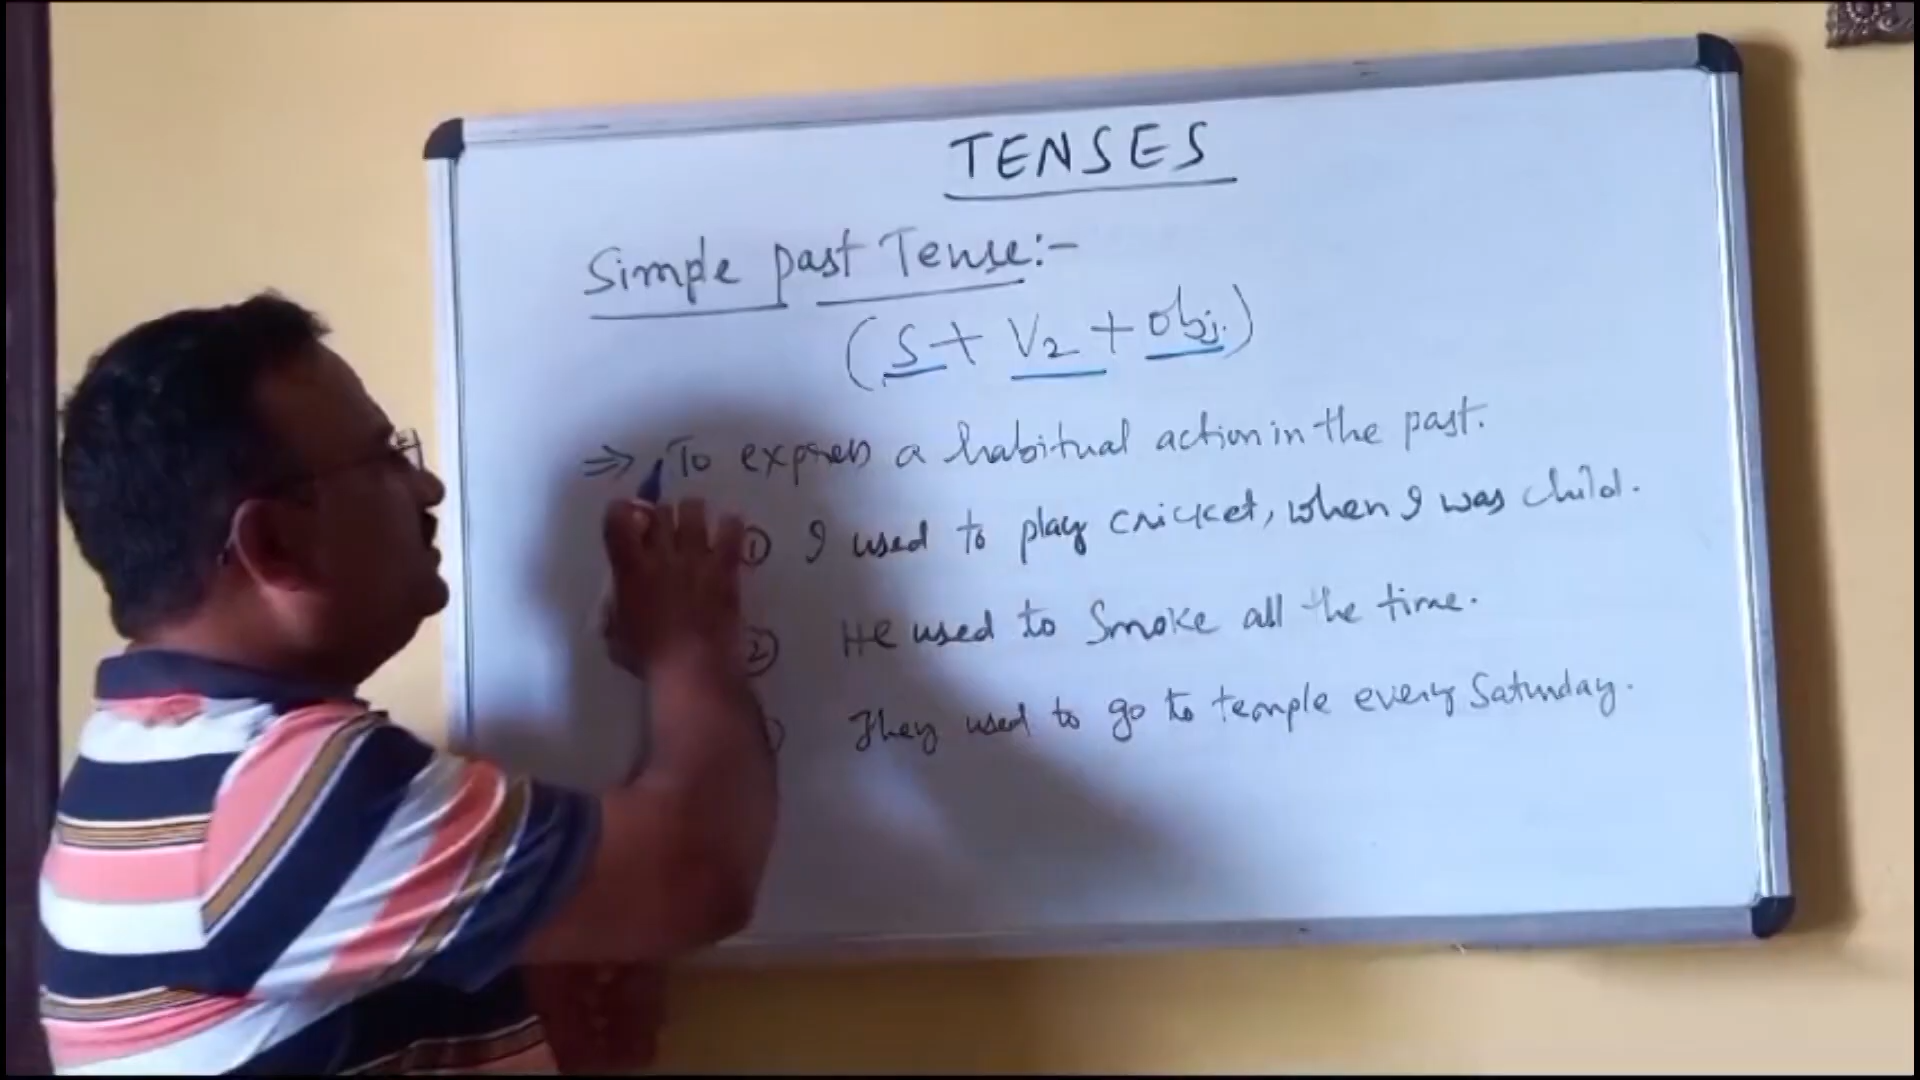 TENSES
Simple past Tense:-
(S + V2 + Obj.)
⇒ To express a habitual action in the past.
① I used to play cricket, when I was child.
② He used to smoke all the time.
They used to go to temple every Saturday.